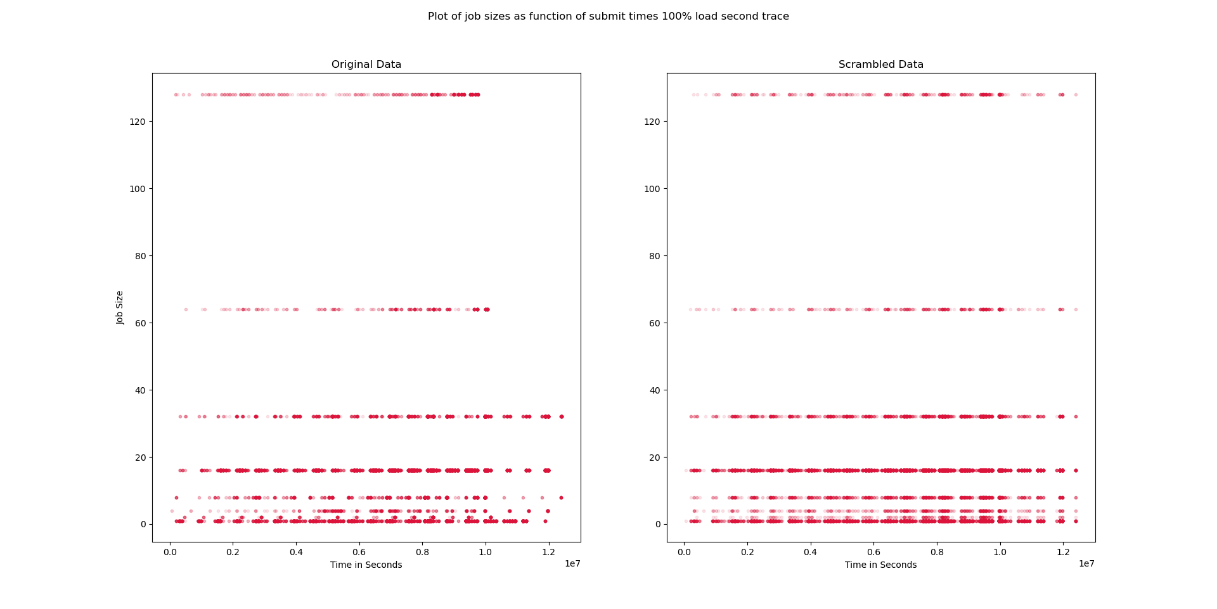 Plot of job sizes as function of submit times 100% load second trace
Original Data
Job Size
120
100
80
60
40
20
0
0.0 0.2 0.4 0.6 0.8 1.0 1.2
1e7
Time in Seconds
Scrambled Data
120
100
80
60
40
20
0
0.0 0.2 0.4 0.6 0.8 1.0 1.2
1e7
Time in Seconds